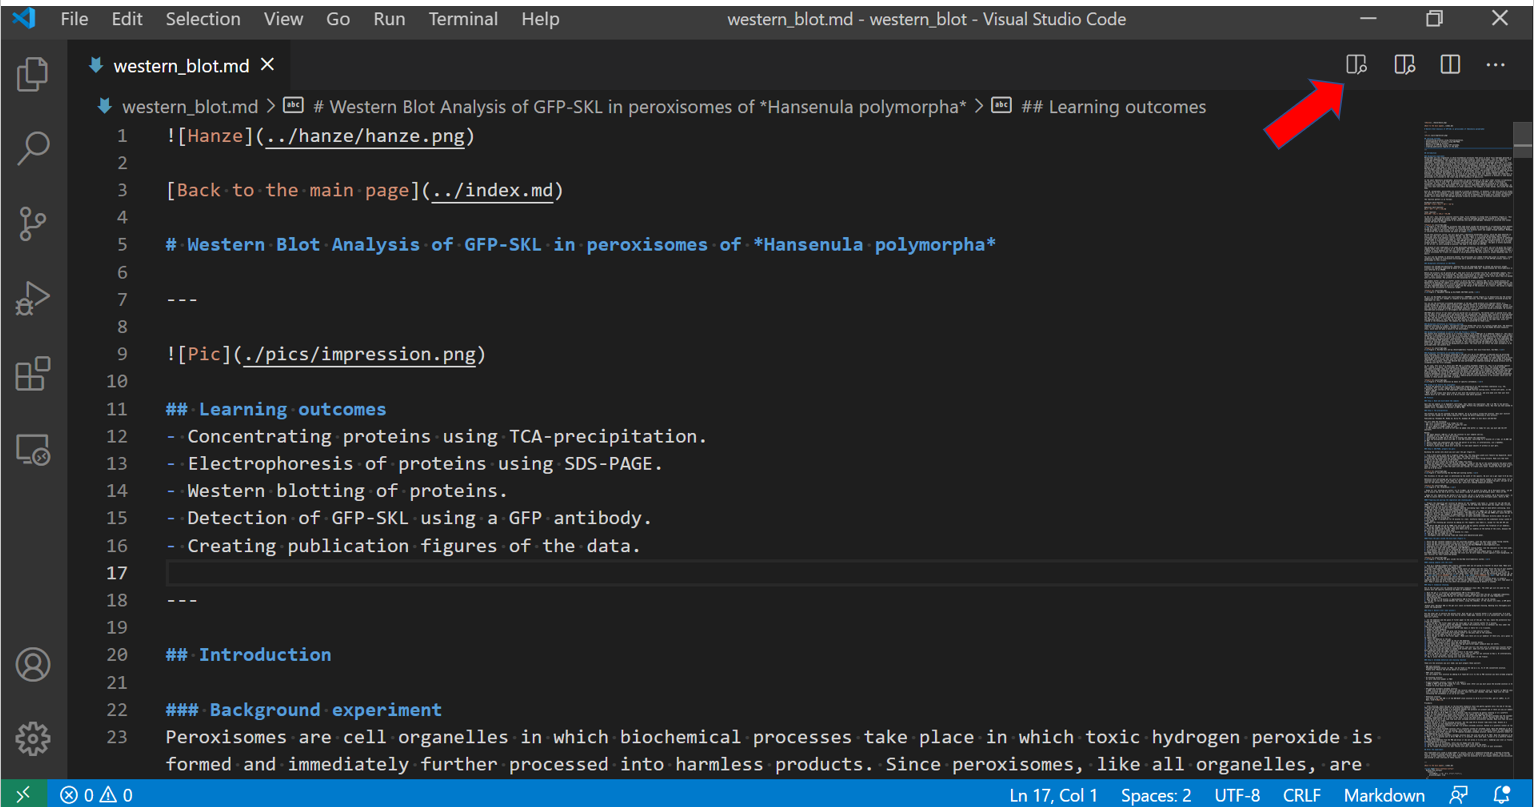 File Edit Selection View Go Run Terminal Help western_blot.md - western_blot - Visual Studio Code
western_blot.md
western_blot.md > # Western Blot Analysis of GFP-SKL in peroxisomes of *Hansenula polymorpha* > ## Learning outcomes
1 ![Hanze](../hanze/hanze.png)
2
3 [Back to the main page](../index.md)
4
5 # Western Blot Analysis of GFP-SKL in peroxisomes of *Hansenula polymorpha*
6
7 ---
8
9 ![Pic](./pics/impression.png)
10
11 ## Learning outcomes
12 - Concentrating proteins using TCA-precipitation.
13 - Electrophoresis of proteins using SDS-PAGE.
14 - Western blotting of proteins.
15 - Detection of GFP-SKL using a GFP antibody.
16 - Creating publication figures of the data.
17
18 ---
19
20 ## Introduction
21
22 ### Background experiment
23 Peroxisomes are cell organelles in which biochemical processes take place in which toxic hydrogen peroxide is
formed and immediately further processed into harmless products. Since peroxisomes, like all organelles, are
0 0 Ln 17, Col 1 Spaces: 2 UTF-8 CRLF Markdown